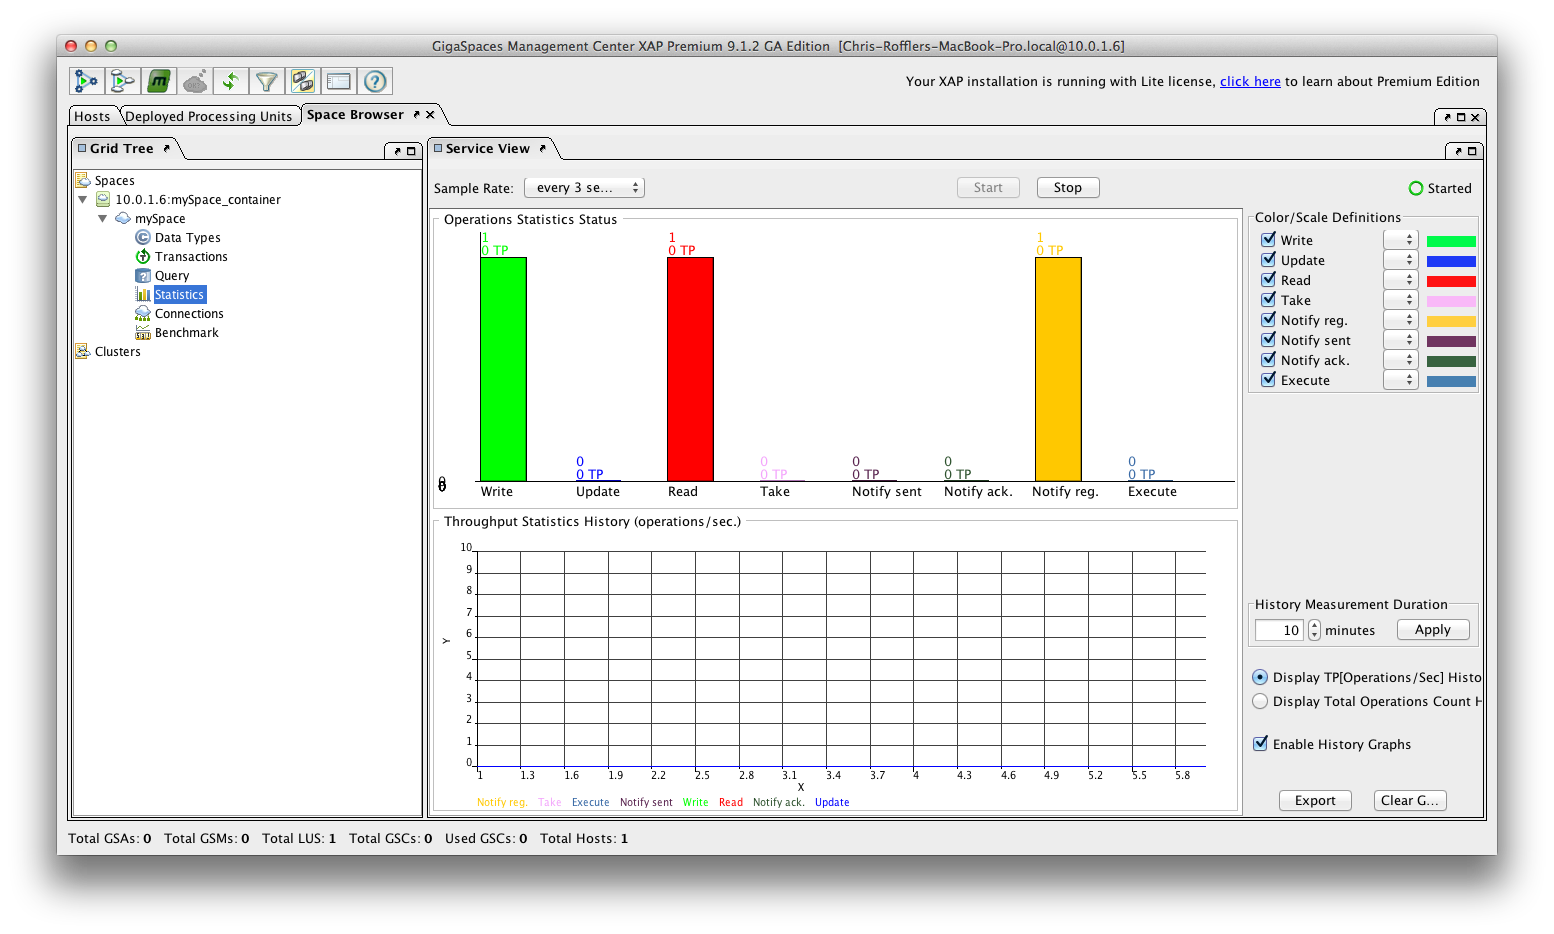 GigaSpaces Management Center XAP Premium 9.1.2 GA Edition [Chris-Rofflers-MacBook-Pro.local@10.0.1.6]
Your XAP installation is running with Lite license, click here to learn about Premium Edition
Hosts Deployed Processing Units Space Browser
Grid Tree
Spaces
10.0.1.6:mySpace_container
mySpace
Data Types
Transactions
Query
Statistics
Connections
Benchmark
Clusters
Service View
Sample Rate: every 3 se... Start Stop Started
Operations Statistics Status
1 1 1
0 TP 0 TP 0 TP
0 0 0 0 0
0 TP 0 TP 0 TP 0 TP 0 TP
Write Update Read Take Notify sent Notify ack. Notify reg. Execute
Color/Scale Definitions
Write
Update
Read
Take
Notify reg.
Notify sent
Notify ack.
Execute
Throughput Statistics History (operations/sec.)
10
9
8
7
6
5
4
3
2
1
0
Y
1 1.3 1.6 1.9 2.2 2.5 2.8 3.1 3.4 3.7 4 4.3 4.6 4.9 5.2 5.5 5.8
X
Notify reg. Take Execute Notify sent Write Read Notify ack. Update
History Measurement Duration
10 minutes Apply
Display TP[Operations/Sec] Histo
Display Total Operations Count H
Enable History Graphs
Export Clear G...
Total GSAs: 0 Total GSMs: 0 Total LUS: 1 Total GSCs: 0 Used GSCs: 0 Total Hosts: 1